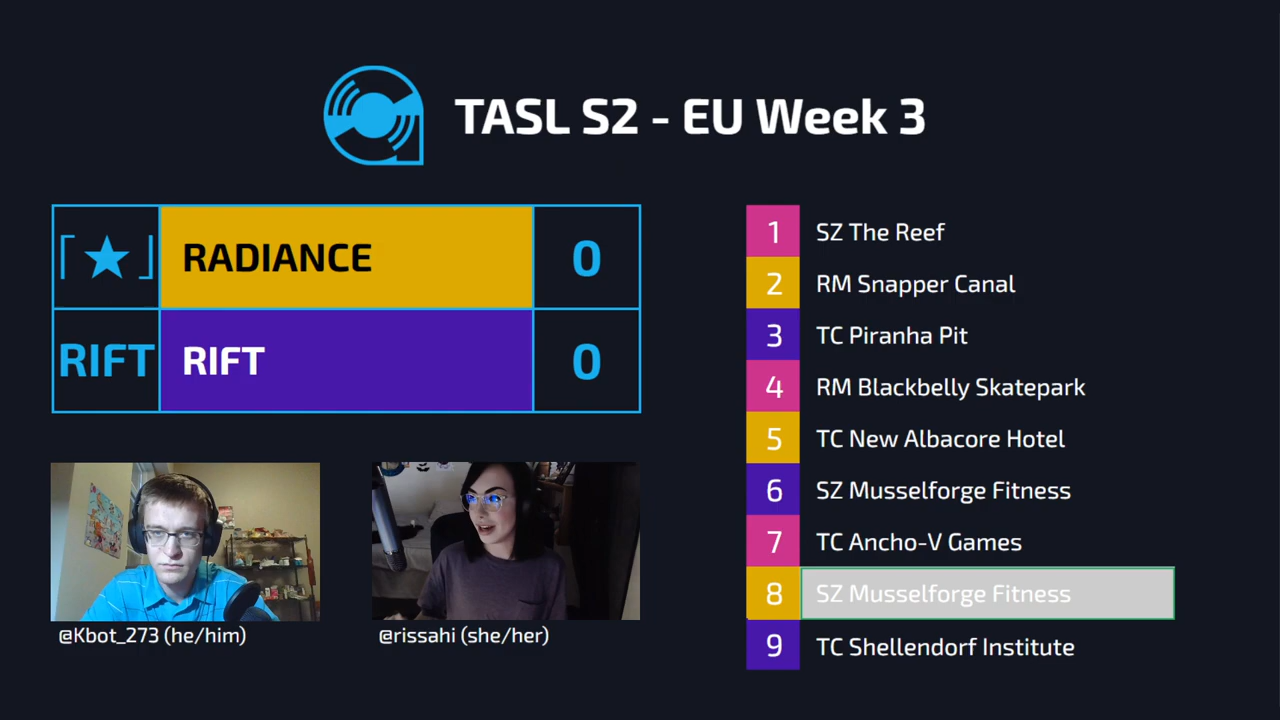 TASL S2 - EU Week 3
⌈★⌋ RADIANCE 0
RIFT RIFT 0
@Kbot_273 (he/him)
@rissahi (she/her)
1 SZ The Reef
2 RM Snapper Canal
3 TC Piranha Pit
4 RM Blackbelly Skatepark
5 TC New Albacore Hotel
6 SZ Musselforge Fitness
7 TC Ancho-V Games
8 SZ Musselforge Fitness
9 TC Shellendorf Institute